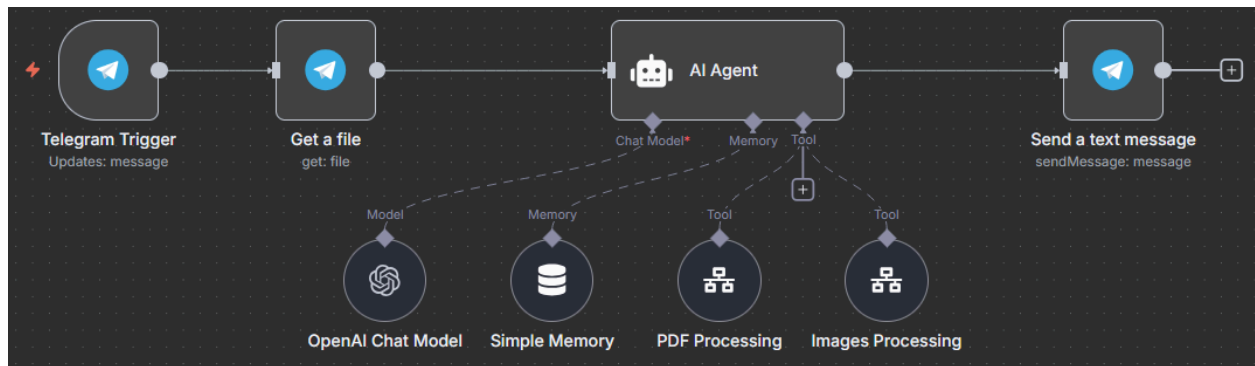 AI Agent
Telegram Trigger
Updates: message
Get a file
get: file
Chat Model*
Memory
Tool
Send a text message
sendMessage: message
Model
Memory
Tool
Tool
OpenAI Chat Model
Simple Memory
PDF Processing
Images Processing